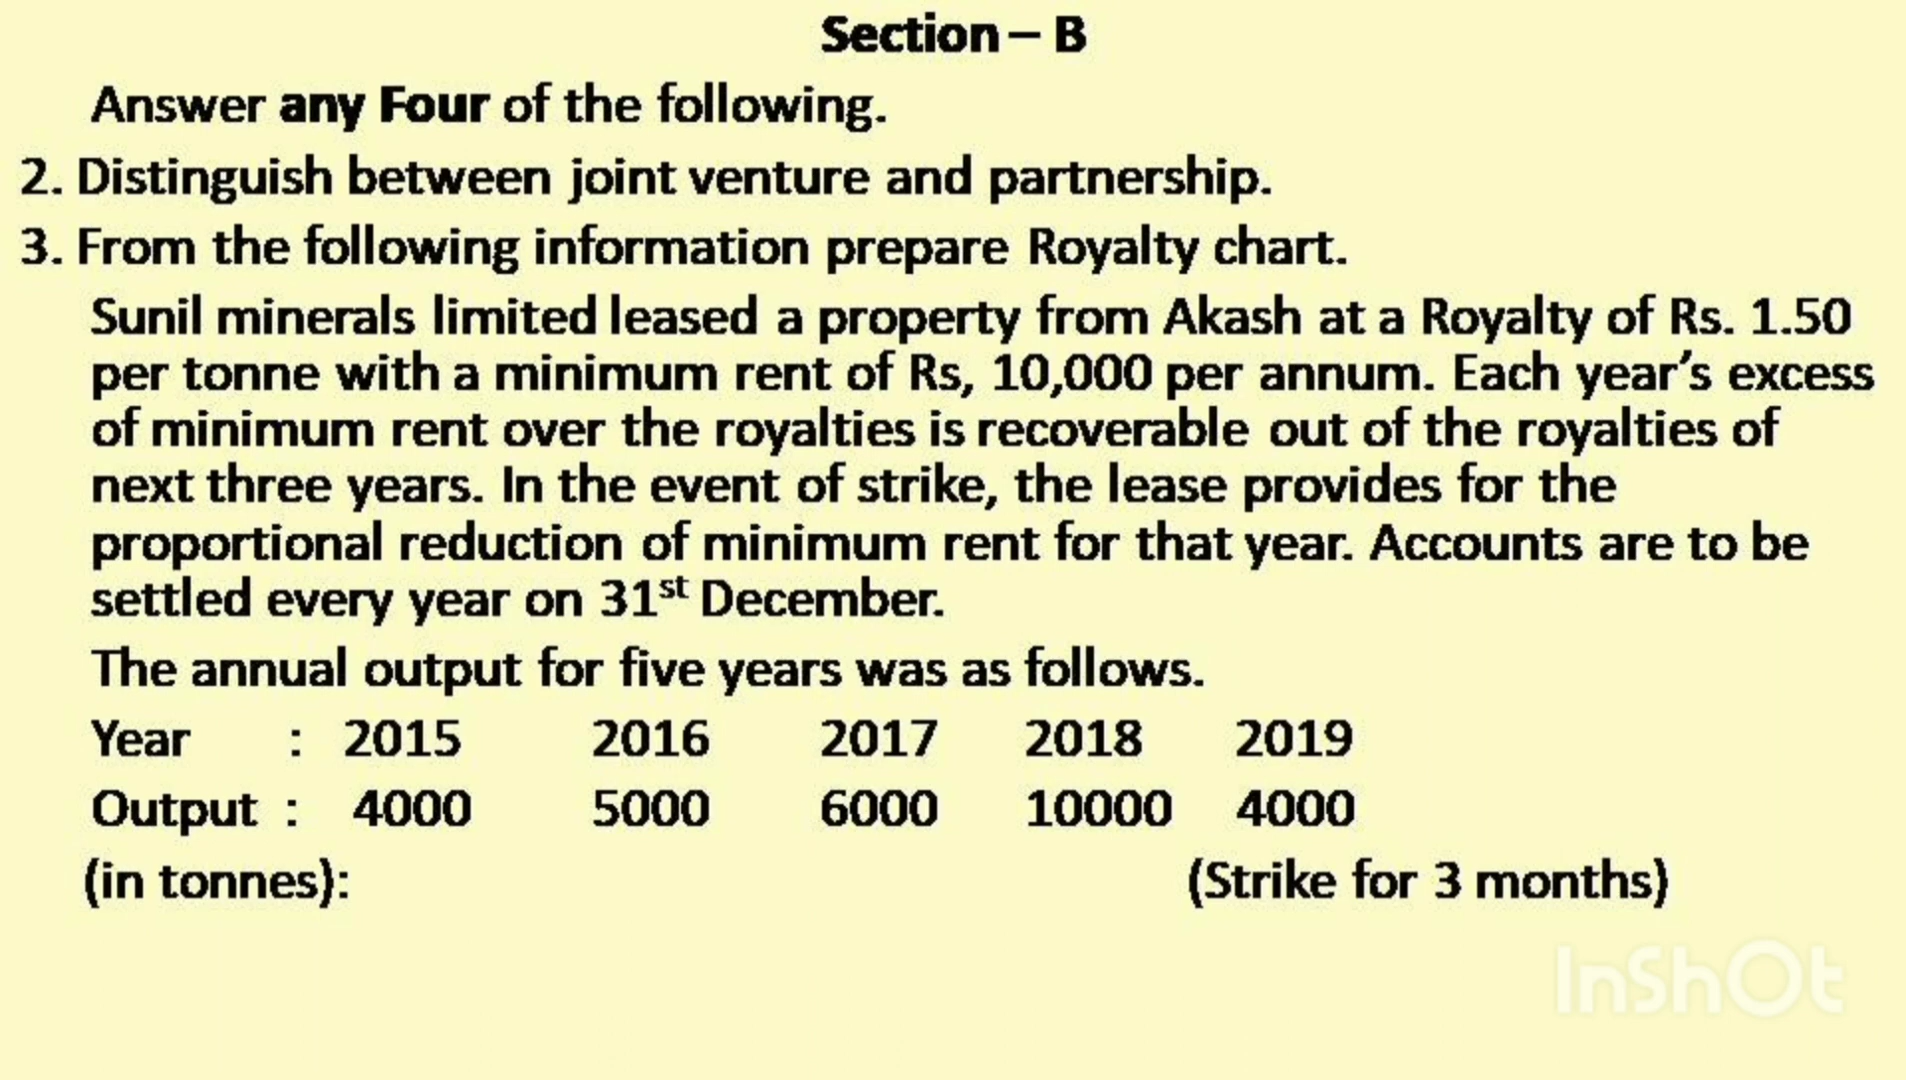 Section – B
Answer any Four of the following.
2. Distinguish between joint venture and partnership.
3. From the following information prepare Royalty chart.
Sunil minerals limited leased a property from Akash at a Royalty of Rs. 1.50
per tonne with a minimum rent of Rs, 10,000 per annum. Each year’s excess
of minimum rent over the royalties is recoverable out of the royalties of
next three years. In the event of strike, the lease provides for the
proportional reduction of minimum rent for that year. Accounts are to be
settled every year on 31st December.
The annual output for five years was as follows.
Year : 2015 2016 2017 2018 2019
Output : 4000 5000 6000 10000 4000
(in tonnes): (Strike for 3 months)
InShOt